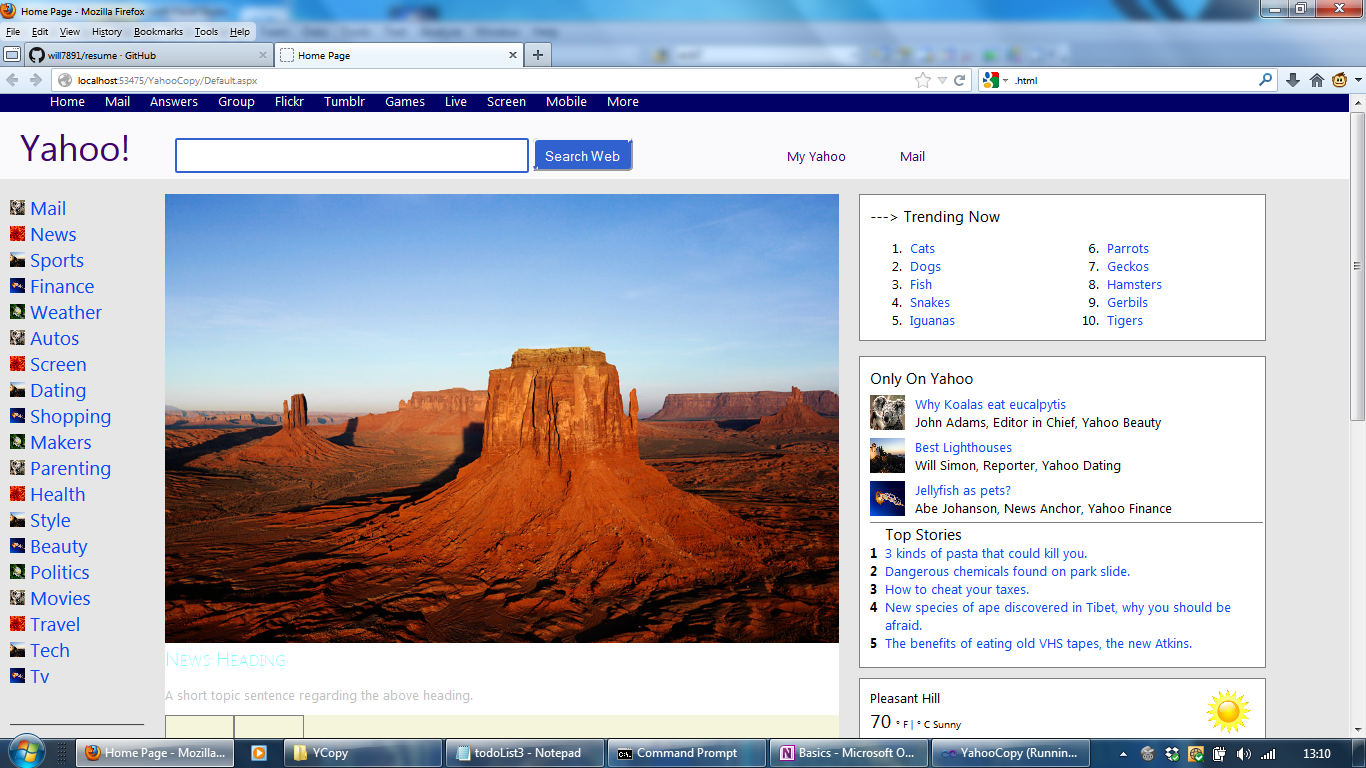 Home Page - Mozilla Firefox
File Edit View History Bookmarks Tools Help
will7891/resume · GitHub
Home Page
localhost:53475/YahooCopy/Default.aspx
.html
Home Mail Answers Group Flickr Tumblr Games Live Screen Mobile More
Yahoo!
Search Web
My Yahoo
Mail
Mail
News
Sports
Finance
Weather
Autos
Screen
Dating
Shopping
Makers
Parenting
Health
Style
Beauty
Politics
Movies
Travel
Tech
Tv
News Heading
A short topic sentence regarding the above heading.
---> Trending Now
1. Cats
2. Dogs
3. Fish
4. Snakes
5. Iguanas
6. Parrots
7. Geckos
8. Hamsters
9. Gerbils
10. Tigers
Only On Yahoo
Why Koalas eat eucalpytis
John Adams, Editor in Chief, Yahoo Beauty
Best Lighthouses
Will Simon, Reporter, Yahoo Dating
Jellyfish as pets?
Abe Johanson, News Anchor, Yahoo Finance
Top Stories
1 3 kinds of pasta that could kill you.
2 Dangerous chemicals found on park slide.
3 How to cheat your taxes.
4 New species of ape discovered in Tibet, why you should be
afraid.
5 The benefits of eating old VHS tapes, the new Atkins.
Pleasant Hill
70 ° F | ° C Sunny
Home Page - Mozilla...
YCopy
todoList3 - Notepad
Command Prompt
Basics - Microsoft O...
YahooCopy (Runnin...
13:10